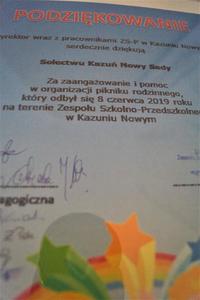 PODZIĘKOWANIE
yrektor wraz z pracownikami ZS-P w Kazuniu Nowy
serdecznie dziękują
Sołectwu Kazuń Nowy Sady
Za zaangażowanie i pomoc
w organizacji pikniku rodzinnego,
który odbył się 8 czerwca 2019 roku
na terenie Zespołu Szkolno-Przedszkolne
w Kazuniu Nowym
agogiczna